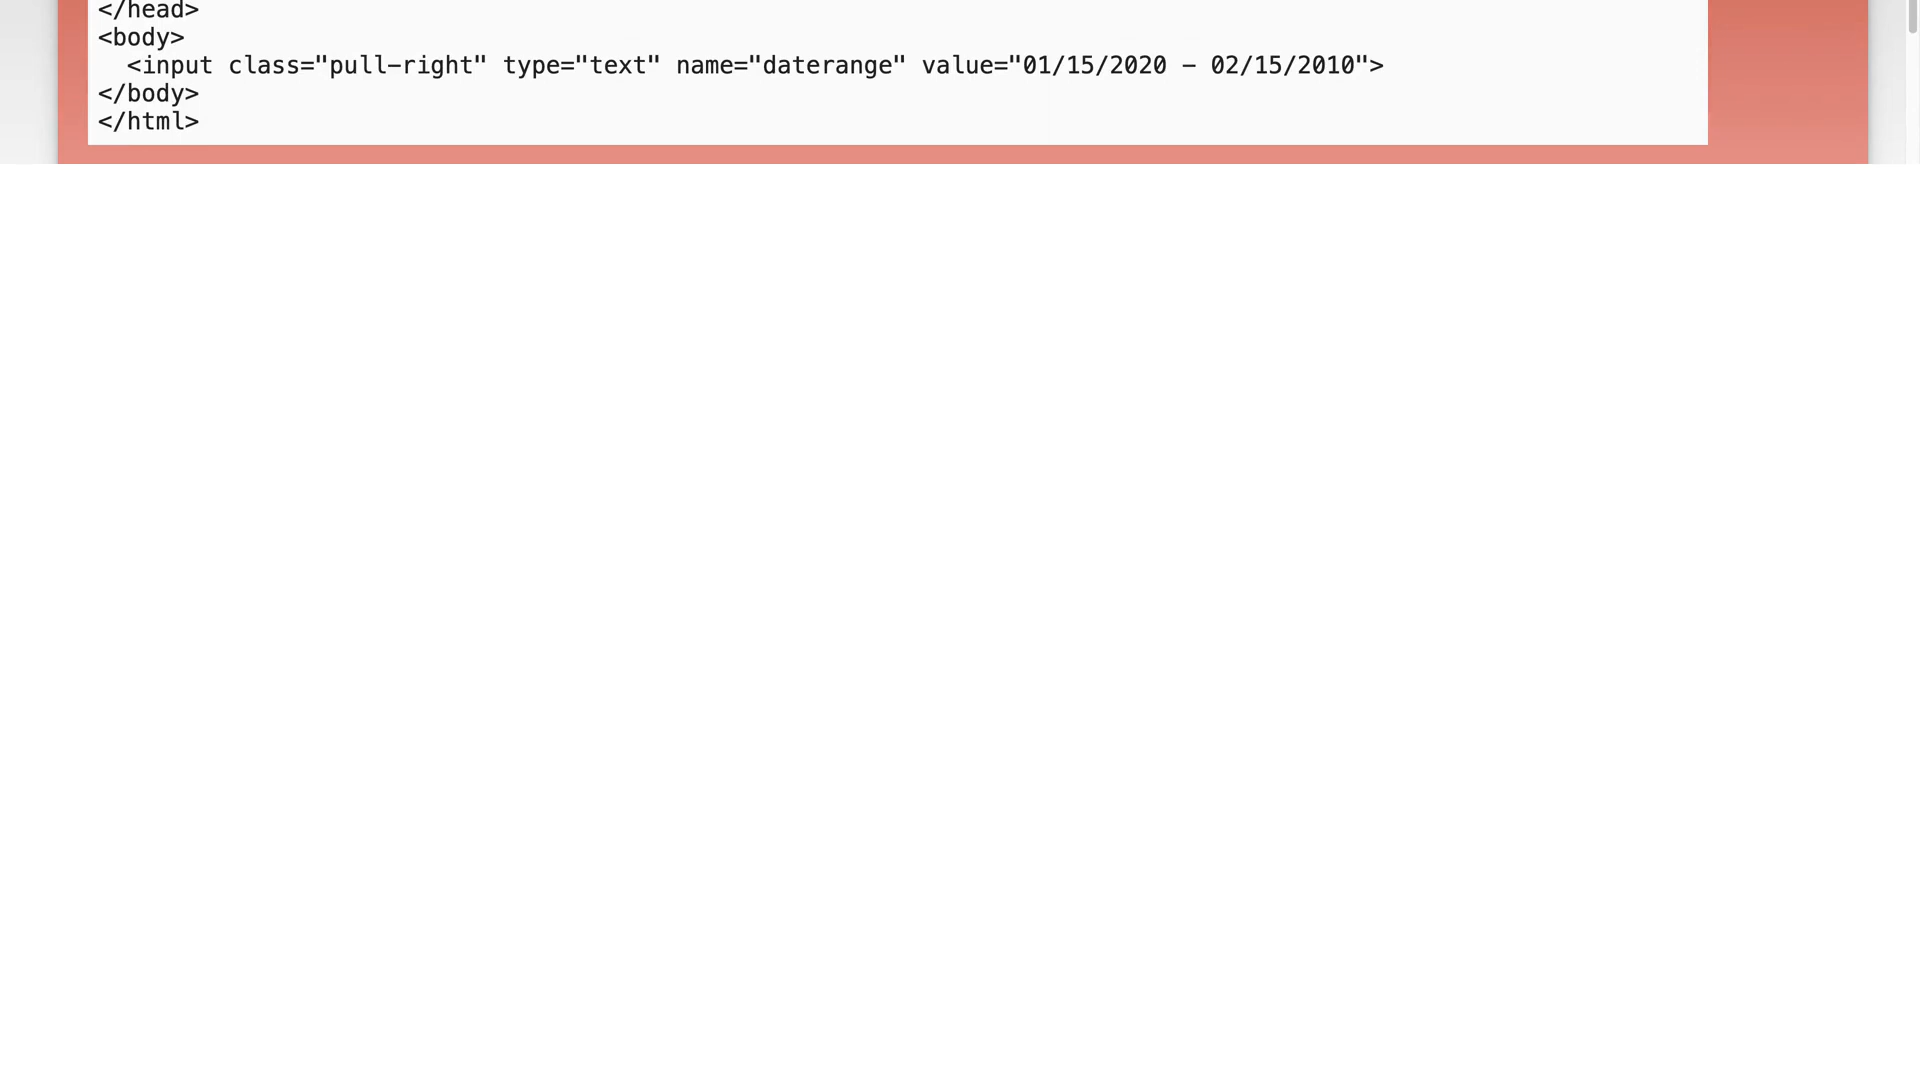 </head>
<body>
  <input class="pull-right" type="text" name="daterange" value="01/15/2020 - 02/15/2010">
</body>
</html>